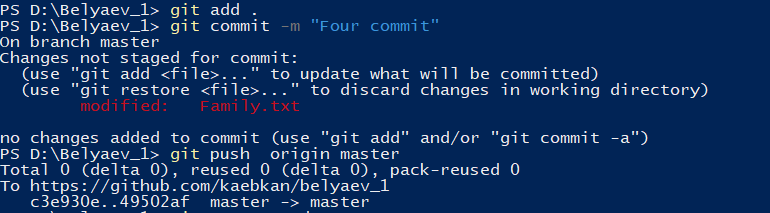 PS D:\Belyaev_1> git add .
PS D:\Belyaev_1> git commit -m "Four commit"
On branch master
Changes not staged for commit:
  (use "git add <file>..." to update what will be committed)
  (use "git restore <file>..." to discard changes in working directory)
        modified:   Family.txt

no changes added to commit (use "git add" and/or "git commit -a")
PS D:\Belyaev_1> git push  origin master
Total 0 (delta 0), reused 0 (delta 0), pack-reused 0
To https://github.com/kaebkan/belyaev_1
   c3e930e..49502af  master -> master